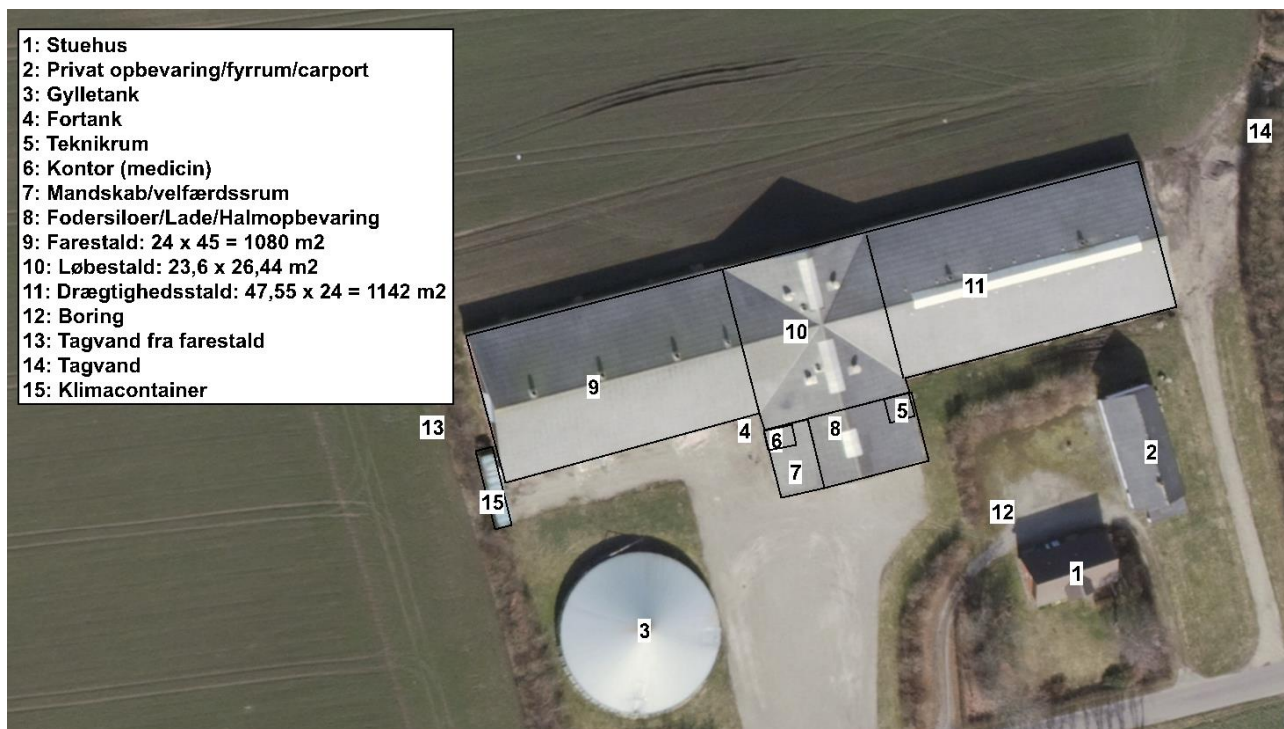 1: Stuehus
2: Privat opbevaring/fyrrum/carport
3: Gylletank
4: Fortank
5: Teknikrum
6: Kontor (medicin)
7: Mandskab/velfærdssrum
8: Fodersiloer/Lade/Halmopbevaring
9: Farestald: 24 x 45 = 1080 m2
10: Løbestald: 23,6 x 26,44 m2
11: Drægtighedsstald: 47,55 x 24 = 1142 m2
12: Boring
13: Tagvand fra farestald
14: Tagvand
15: Klimacontainer
14
11
10
9
5
8
4
6
13
7
2
15
12
1
3